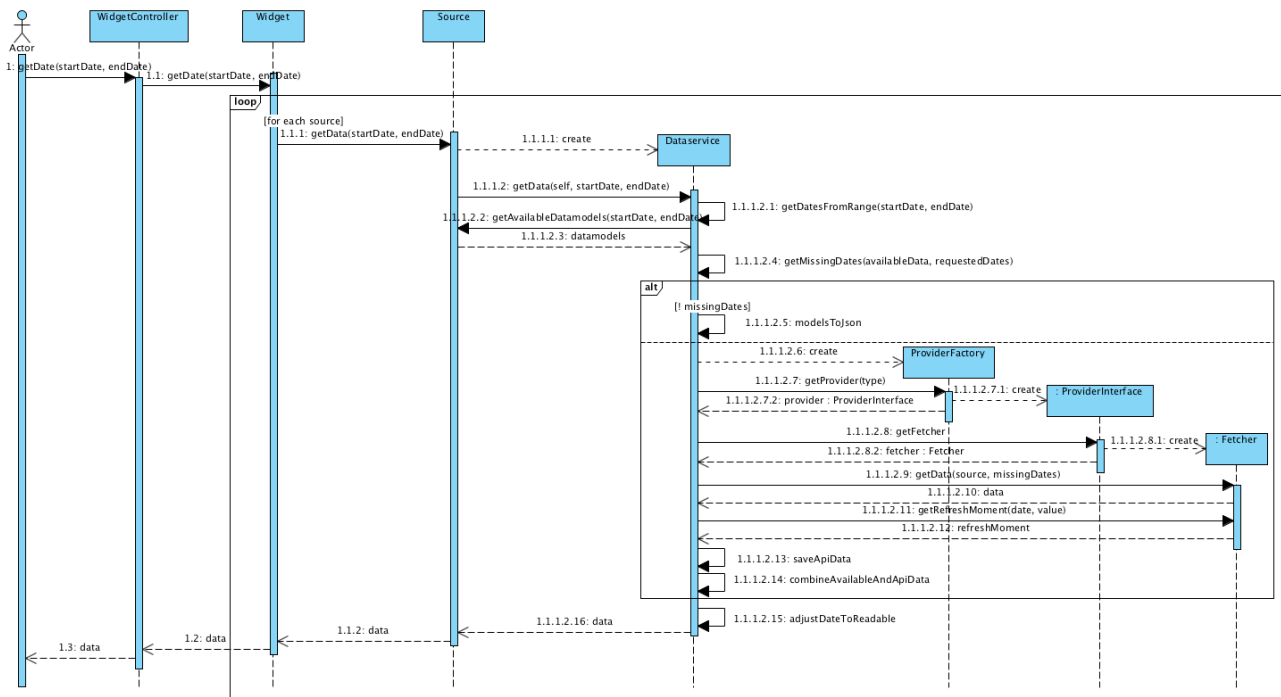 WidgetController
Widget
Source
Actor
1: getDate(startDate, endDate)
1.1: getDate(startDate, endDate)
loop
[for each source]
1.1.1: getData(startDate, endDate)
1.1.1.1: create
Dataservice
1.1.1.2: getData(self, startDate, endDate)
1.1.1.2.1: getDatesFromRange(startDate, endDate)
1.1.1.2.2: getAvailableDatamodels(startDate, endDate)
1.1.1.2.3: datamodels
1.1.1.2.4: getMissingDates(availableData, requestedDates)
alt
[! missingDates]
1.1.1.2.5: modelsToJson
1.1.1.2.6: create
ProviderFactory
1.1.1.2.7: getProvider(type)
1.1.1.2.7.1: create
: ProviderInterface
1.1.1.2.7.2: provider : ProviderInterface
1.1.1.2.8: getFetcher
1.1.1.2.8.1: create
: Fetcher
1.1.1.2.8.2: fetcher : Fetcher
1.1.1.2.9: getData(source, missingDates)
1.1.1.2.10: data
1.1.1.2.11: getRefreshMoment(date, value)
1.1.1.2.12: refreshMoment
1.1.1.2.13: saveApiData
1.1.1.2.14: combineAvailableAndApiData
1.1.1.2.15: adjustDateToReadable
1.1.1.2.16: data
1.1.2: data
1.2: data
1.3: data